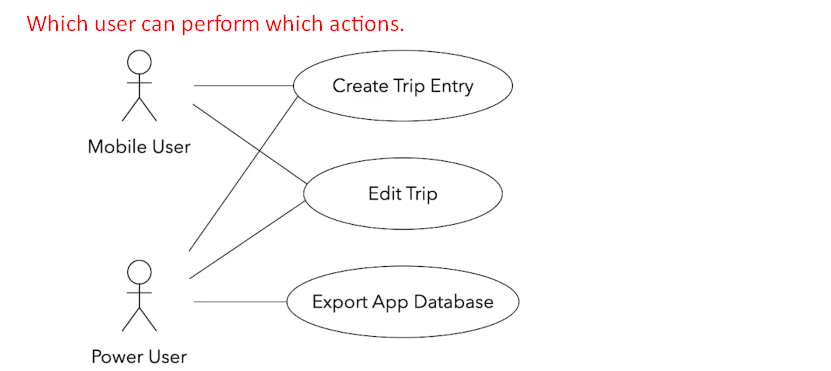 Which user can perform which actions.
Create Trip Entry
Mobile User
Edit Trip
Export App Database
Power User